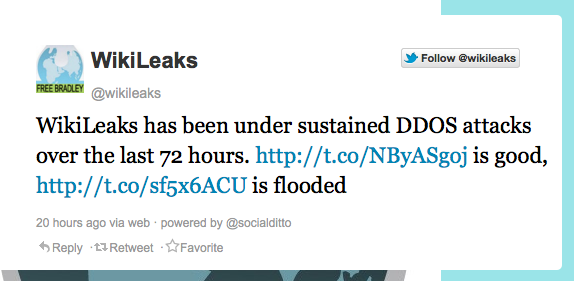 WikiLeaks
Follow @wikileaks
FREE BRADLEY
@wikileaks
WikiLeaks has been under sustained DDOS attacks
over the last 72 hours. http://t.co/NByASgoj is good,
http://t.co/sf5x6ACU is flooded
20 hours ago via web · powered by @socialditto
Reply · Retweet · Favorite